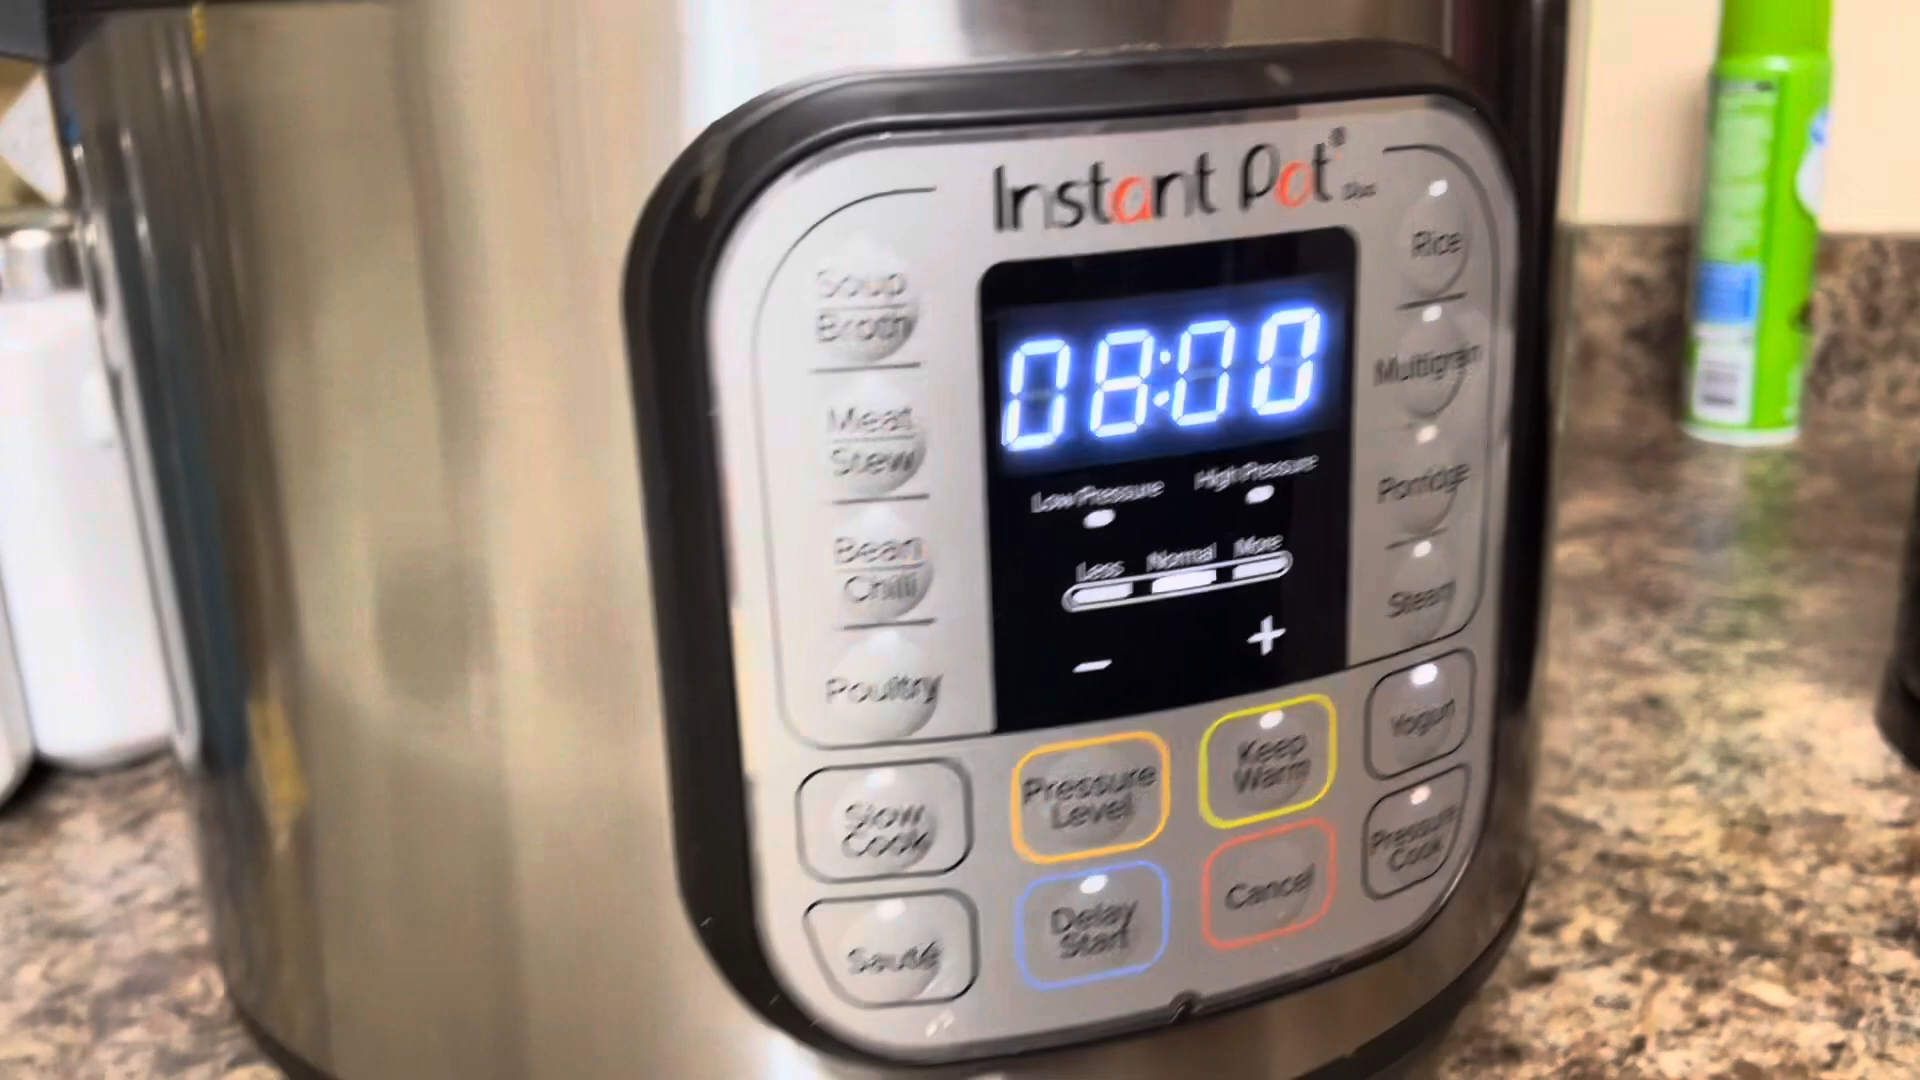 Instant Pot®
08:00
Low Pressure
High Pressure
Less
Normal
More
-
+
Soup
Broth
Meat
Stew
Bean
Chili
Poultry
Slow
Cook
Sauté
Pressure
Level
Keep
Warm
Delay
Start
Cancel
Rice
Multigrain
Porridge
Steam
Yogurt
Pressure
Cook